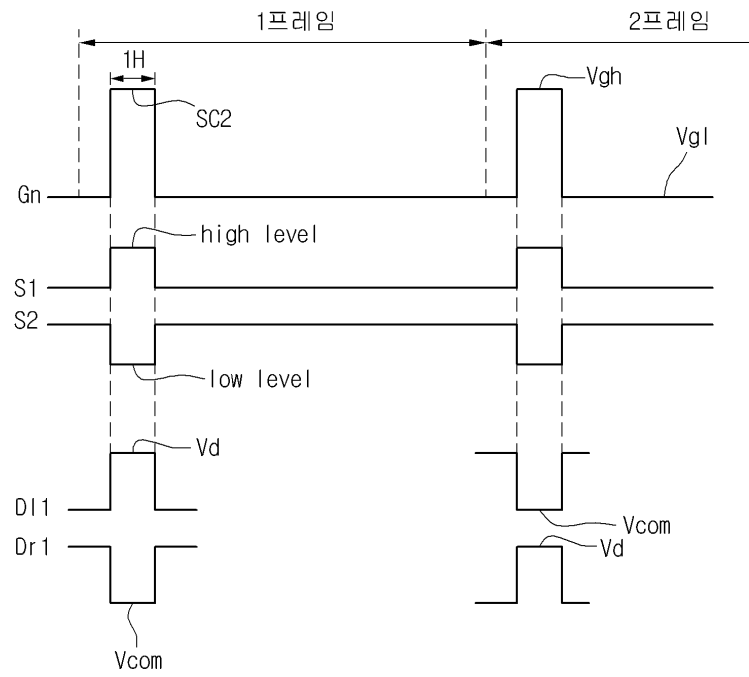 1프레임
2프레임
1H
SC2
Vgh
Vgl
Gn
high level
S1
S2
low level
Vd
Dl1
Vcom
Dr1
Vd
Vcom